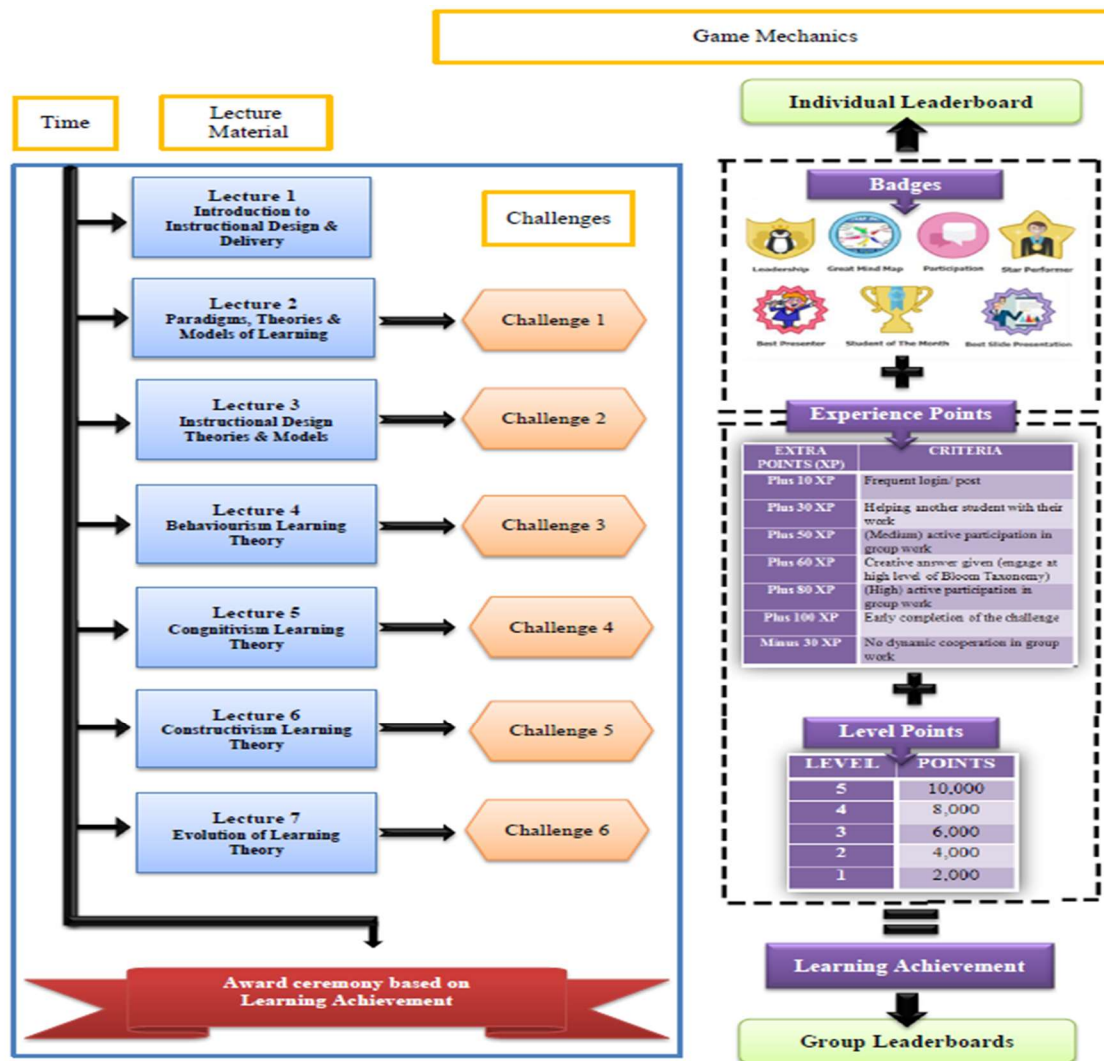 Game Mechanics
Time
Lecture
Material
Lecture 1
Introduction to
Instructional Design &
Delivery
Challenges
Lecture 2
Paradigms, Theories &
Models of Learning
Challenge 1
Lecture 3
Instructional Design
Theories & Models
Challenge 2
Lecture 4
Behaviourism Learning
Theory
Challenge 3
Lecture 5
Congnitivism Learning
Theory
Challenge 4
Lecture 6
Constructivism Learning
Theory
Challenge 5
Lecture 7
Evolution of Learning
Theory
Challenge 6
Award ceremony based on
Learning Achievement
Individual Leaderboard
Badges
Leadership
Great Mind Map
Participation
Star Performer
Best Presenter
Student of The Month
Best Slide Presentation
+
Experience Points
EXTRA
POINTS (XP)
CRITERIA
Plus 10 XP
Frequent login/ post
Plus 30 XP
Helping another student with their
work
Plus 50 XP
(Medium) active participation in
group work
Plus 60 XP
Creative answer given (engage at
high level of Bloom Taxonomy)
Plus 80 XP
(High) active participation in
group work
Plus 100 XP
Early completion of the challenge
Minus 30 XP
No dynamic cooperation in group
work
+
Level Points
LEVEL POINTS
5 10,000
4 8,000
3 6,000
2 4,000
1 2,000
=
Learning Achievement
Group Leaderboards